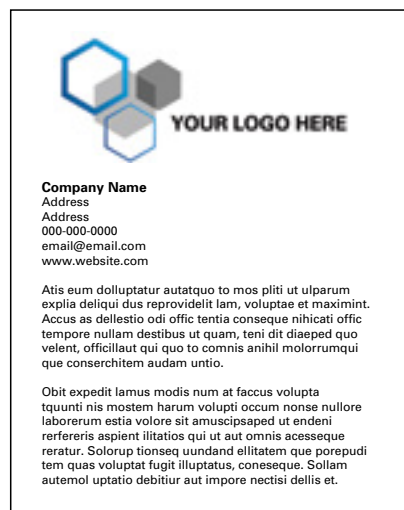 YOUR LOGO HERE
Company Name
Address
Address
000-000-0000
email@email.com
www.website.com
Atis eum dolluptatur autatquo to mos pliti ut ulparum
explia deliqui dus reprovidelit lam, voluptae et maximint.
Accus as dellestio odi offic tentia conseque nihicati offic
tempore nullam destibus ut quam, teni dit diaeped quo
velent, officillaut qui quo to comnis anihil molorrumqui
que conserchitem audam untio.
Obit expedit lamus modis num at faccus volupta
tquunti nis mostem harum volupti occum nonse nullore
laborerum estia volore sit amuscipsaped ut endeni
rerfereris aspient ilitatios qui ut aut omnis acesseque
reratur. Solorup tionseq uundand ellitatem que porepudi
tem quas voluptat fugit illuptatus, coneseque. Sollam
autemol uptatio debitiur aut impore nectisi dellis et.